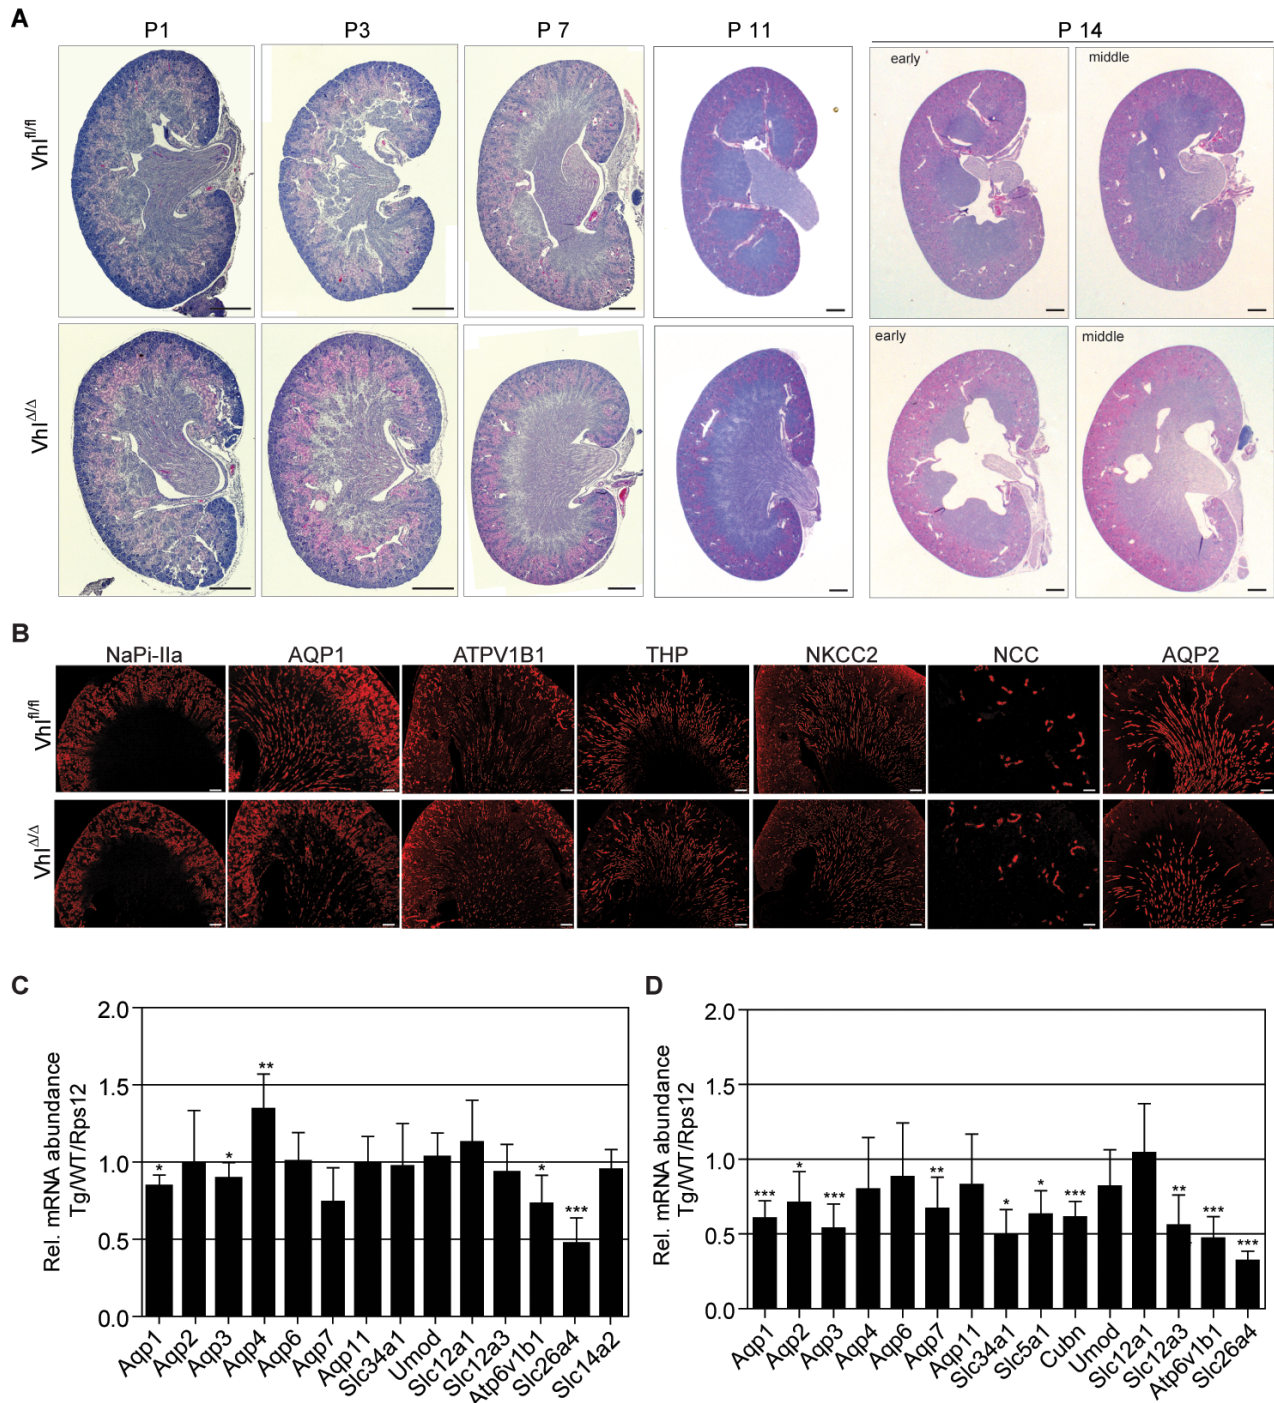 A
P1 P3 P 7 P 11 P 14
Vhl^fl/fl
early middle
Vhl^Δ/Δ
early middle
B
NaPi-IIa AQP1 ATPV1B1 THP NKCC2 NCC AQP2
Vhl^fl/fl
Vhl^Δ/Δ
C
Rel. mRNA abundance
Tg/WT/Rps12
2.0
1.5
1.0
0.5
0.0
* * ** * ***
Aqp1 Aqp2 Aqp3 Aqp4 Aqp6 Aqp7 Aqp11 Slc34a1 Umod Slc12a1 Slc12a3 Atp6v1b1 Slc26a4 Slc14a2
D
Rel. mRNA abundance
Tg/WT/Rps12
2.0
1.5
1.0
0.5
0.0
*** * *** ** * * *** ** *** ***
Aqp1 Aqp2 Aqp3 Aqp4 Aqp6 Aqp7 Aqp11 Slc34a1 Slc5a1 Cubn Umod Slc12a1 Slc12a3 Atp6v1b1 Slc26a4